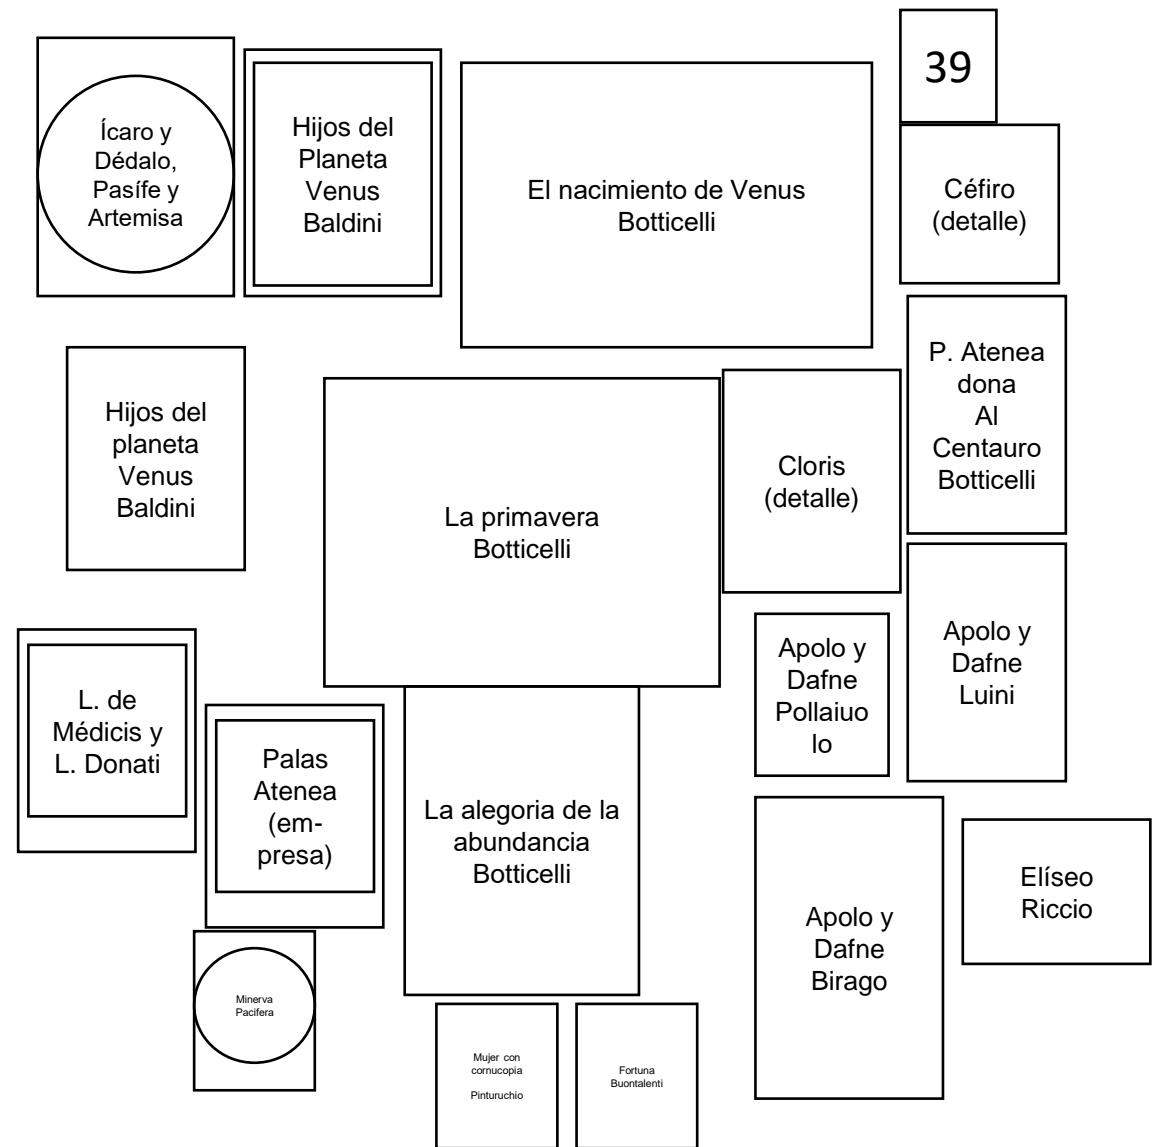 39
Ícaro y
Dédalo,
Pasífe y
Artemisa
Hijos del
Planeta
Venus
Baldini
El nacimiento de Venus
Botticelli
Céfiro
(detalle)
Hijos del
planeta
Venus
Baldini
La primavera
Botticelli
Cloris
(detalle)
P. Atenea
dona
Al
Centauro
Botticelli
L. de
Médicis y
L. Donati
Palas
Atenea
(em-
presa)
La alegoria de la
abundancia
Botticelli
Apolo y
Dafne
Pollaiuo
lo
Apolo y
Dafne
Luini
Apolo y
Dafne
Birago
Elíseo
Riccio
Minerva
Pacifera
Mujer con
cornucopia
Pinturuchio
Fortuna
Buontalenti